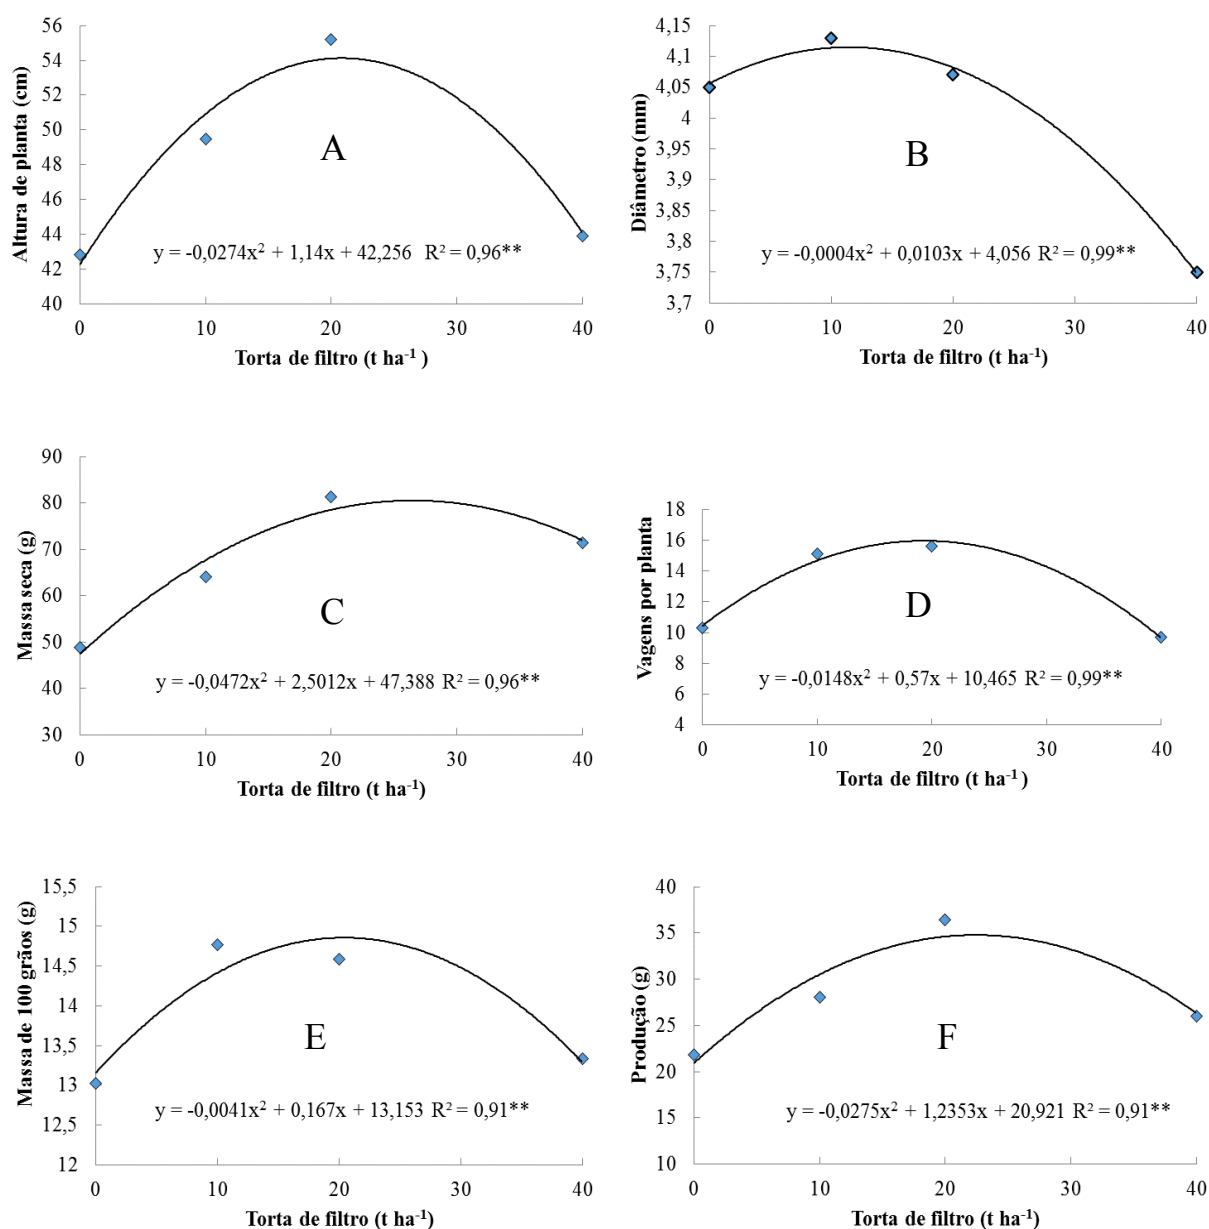 Altura de planta (cm)
56
54
52
50
48
46
44
42
40
A
y = -0,0274x² + 1,14x + 42,256 R² = 0,96**
0 10 20 30 40
Torta de filtro (t ha⁻¹ )
Diâmetro (mm)
4,15
4,1
4,05
4
3,95
3,9
3,85
3,8
3,75
3,7
B
y = -0,0004x² + 0,0103x + 4,056 R² = 0,99**
0 10 20 30 40
Torta de filtro (t ha⁻¹ )
Massa seca (g)
90
80
70
60
50
40
30
C
y = -0,0472x² + 2,5012x + 47,388 R² = 0,96**
0 10 20 30 40
Torta de filtro (t ha⁻¹)
Vagens por planta
18
16
14
12
10
8
6
4
D
y = -0,0148x² + 0,57x + 10,465 R² = 0,99**
0 10 20 30 40
Torta de filtro (t ha⁻¹ )
Massa de 100 grãos (g)
15,5
15
14,5
14
13,5
13
12,5
12
E
y = -0,0041x² + 0,167x + 13,153 R² = 0,91**
0 10 20 30 40
Torta de filtro (t ha⁻¹)
Produção (g)
40
35
30
25
20
15
10
F
y = -0,0275x² + 1,2353x + 20,921 R² = 0,91**
0 10 20 30 40
Torta de filtro (t ha⁻¹)